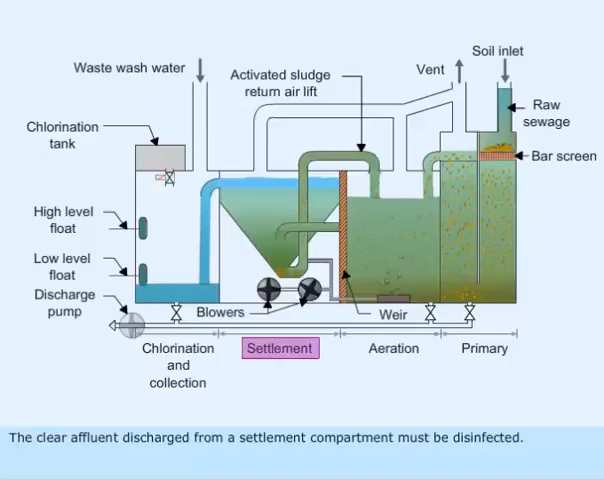 Soil inlet
Waste wash water
Activated sludge
return air lift
Vent
Raw
sewage
Chlorination
tank
Bar screen
High level
float
Low level
float
Discharge
pump
Blowers
Weir
Chlorination
and
collection
Settlement
Aeration
Primary
The clear affluent discharged from a settlement compartment must be disinfected.